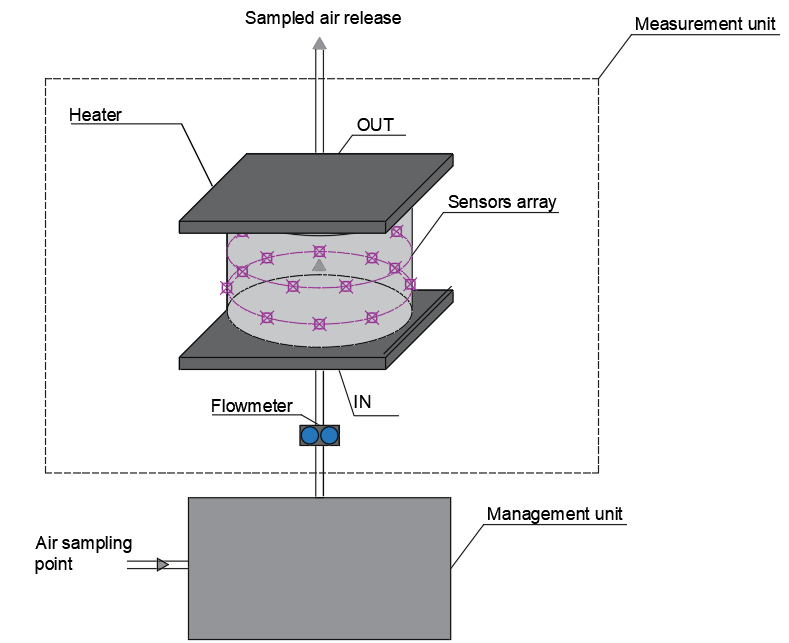 Sampled air release
Measurement unit
Heater
OUT
Sensors array
Flowmeter
IN
Management unit
Air sampling
point